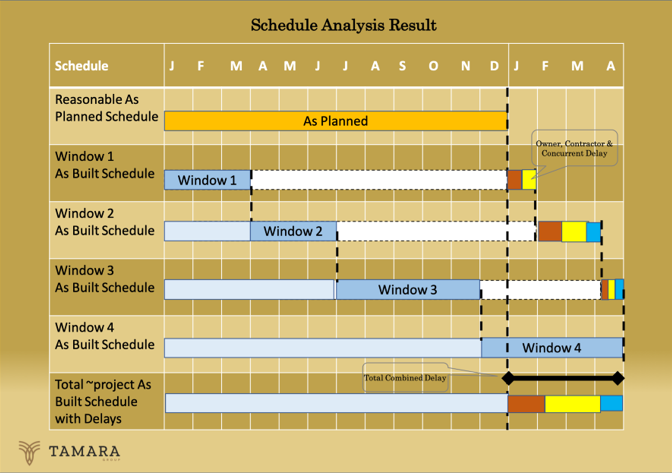 Schedule Analysis Result
Schedule J F M A M J J A S O N D J F M A
Reasonable As
Planned Schedule
As Planned
Window 1
As Built Schedule
Window 1
Owner, Contractor &
Concurrent Delay
Window 2
As Built Schedule
Window 2
Window 3
As Built Schedule
Window 3
Window 4
As Built Schedule
Window 4
Total Combined Delay
Total ~project As
Built Schedule
with Delays
TAMARA
GROUP